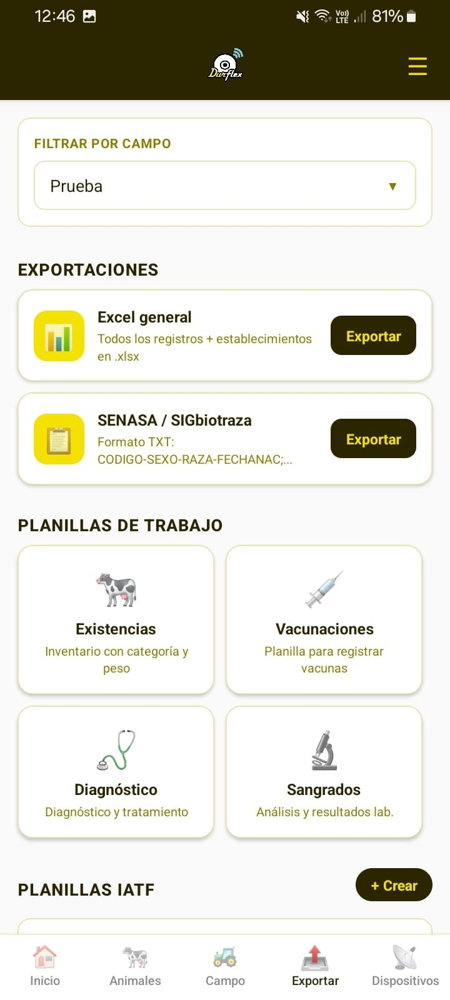 12:46
Vo))
LTE
81%
Durflex
FILTRAR POR CAMPO
Prueba
EXPORTACIONES
Excel general
Todos los registros + establecimientos
en .xlsx
Exportar
SENASA / SIGbiotraza
Formato TXT:
CODIGO-SEXO-RAZA-FECHANAC;...
Exportar
PLANILLAS DE TRABAJO
Existencias
Inventario con categoría y
peso
Vacunaciones
Planilla para registrar
vacunas
Diagnóstico
Diagnóstico y tratamiento
Sangrados
Análisis y resultados lab.
PLANILLAS IATF
+ Crear
Inicio
Animales
Campo
Exportar
Dispositivos